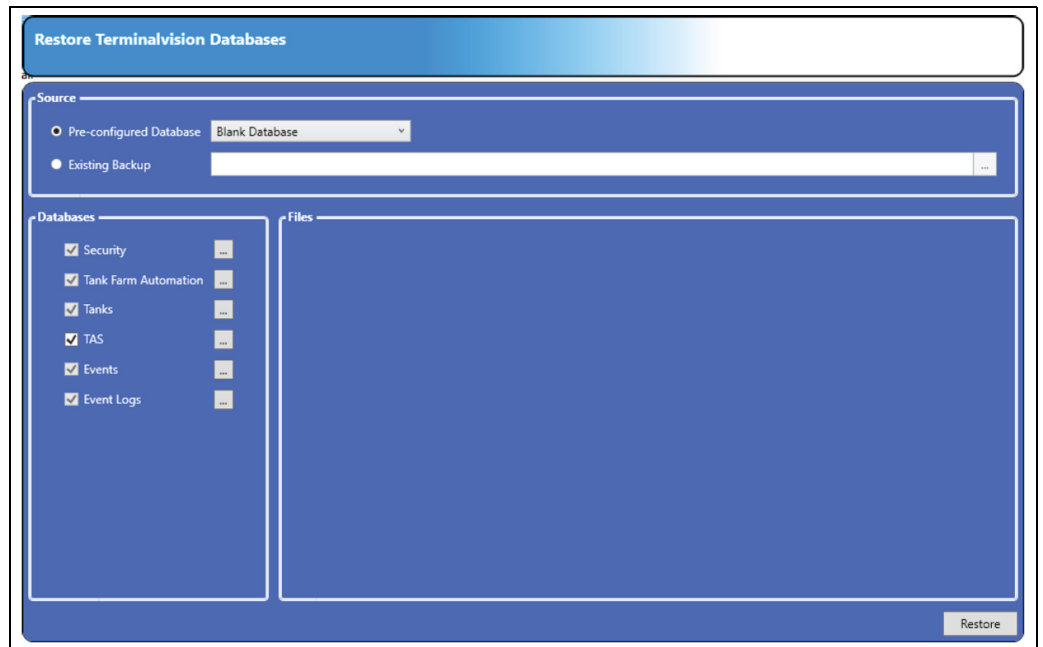 Restore Terminalvision Databases
Source
Pre-configured Database Blank Database
Existing Backup ...
Databases
Security ...
Tank Farm Automation ...
Tanks ...
TAS ...
Events ...
Event Logs ...
Files
Restore